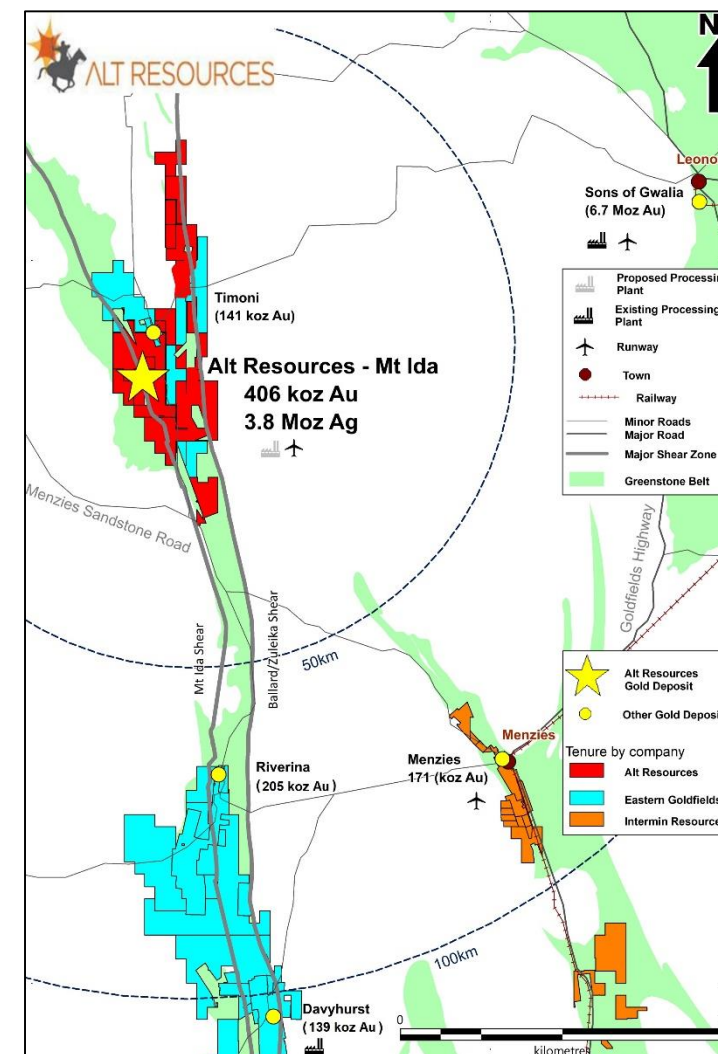 ALT RESOURCES
N
Leono
Sons of Gwalia
(6.7 Moz Au)
Timoni
(141 koz Au)
Alt Resources - Mt Ida
406 koz Au
3.8 Moz Ag
Proposed Processin
Plant
Existing Processing
Plant
Runway
Town
Railway
Minor Roads
Major Road
Major Shear Zone
Greenstone Belt
Menzies Sandstone Road
Goldfields Highway
Mt Ida Shear
Ballard/Zuleika Shear
50km
Alt Resources
Gold Deposit
Other Gold Deposi
Tenure by company
Alt Resources
Eastern Goldfields
Intermin Resource
Menzies
Menzies
171 (koz Au)
Riverina
(205 koz Au)
100km
Davyhurst
(139 koz Au)
0
kilometre